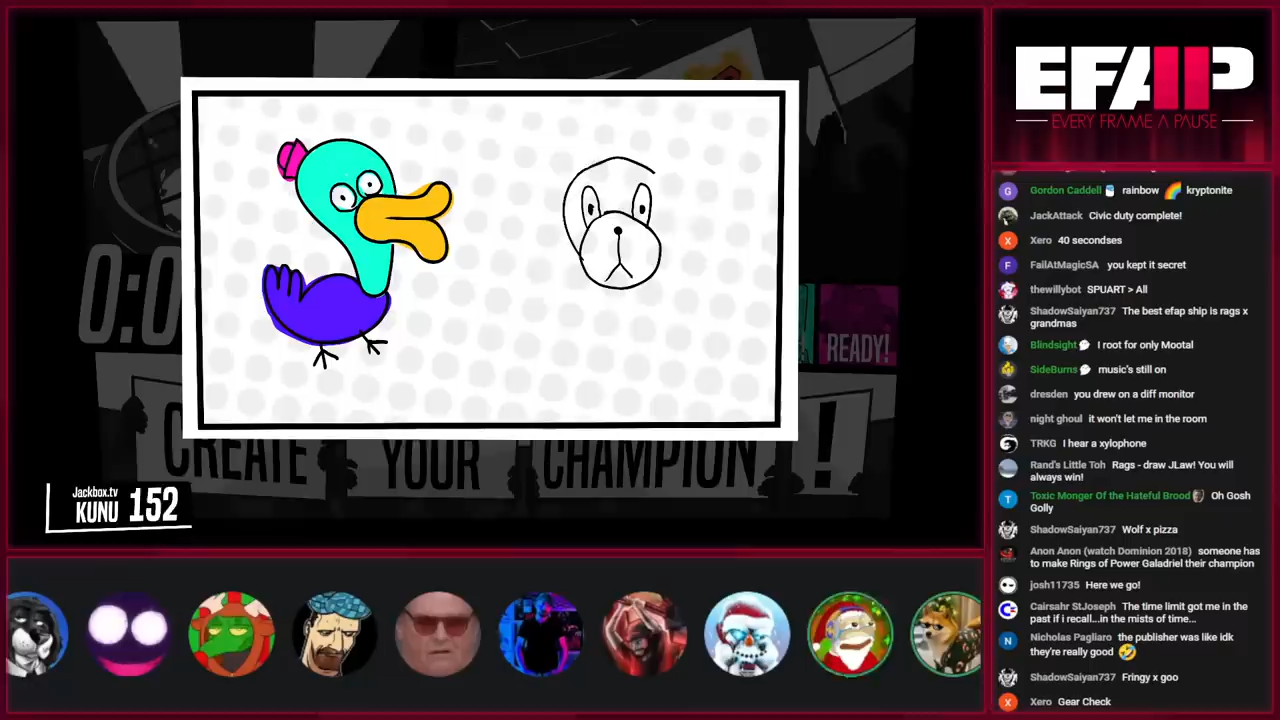 0:0
READY!
CREATE YOUR CHAMPION !
Jackbox.tv
KUNU 152
EFAP
EVERY FRAME A PAUSE
Gordon Caddell rainbow 🌈 kryptonite
JackAttack Civic duty complete!
Xero 40 secondses
FailAtMagicSA you kept it secret
thewillybot SPUART > All
ShadowSaiyan737 The best efap ship is rags x
grandmas
Blindsight I root for only Mootal
SideBurns music's still on
dresden you drew on a diff monitor
night ghoul it won't let me in the room
TRKG I hear a xylophone
Rand's Little Toh Rags - draw JLaw! You will
always win!
Toxic Monger Of the Hateful Brood Oh Gosh
Golly
ShadowSaiyan737 Wolf x pizza
Anon Anon (watch Dominion 2018) someone has
to make Rings of Power Galadriel their champion
josh11735 Here we go!
Cairsahr StJoseph The time limit got me in the
past if i recall...in the mists of time...
Nicholas Pagliaro the publisher was like idk
they're really good 🤣
ShadowSaiyan737 Fringy x goo
Xero Gear Check